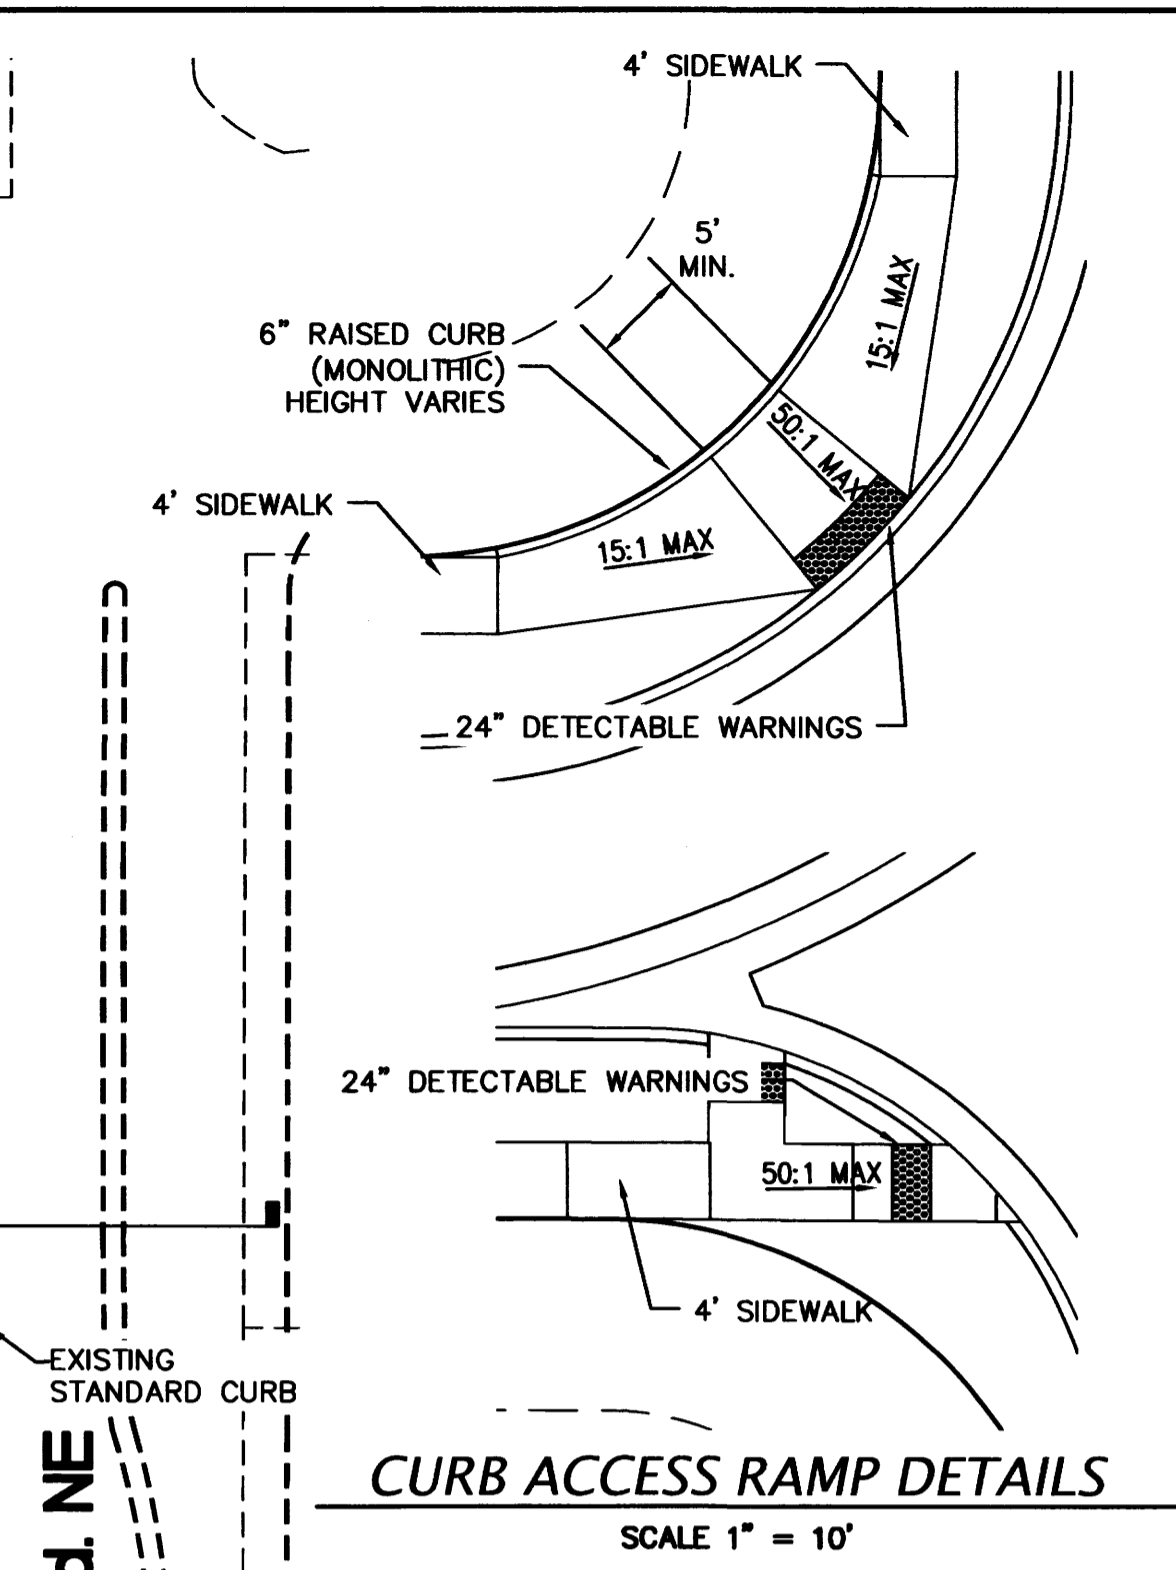 4' SIDEWALK
5'
MIN.
6" RAISED CURB
(MONOLITHIC)
HEIGHT VARIES
15:1 MAX
50:1 MAX
4' SIDEWALK
15:1 MAX
24" DETECTABLE WARNINGS
24" DETECTABLE WARNINGS
50:1 MAX
4' SIDEWALK
EXISTING
STANDARD CURB
d. NE
CURB ACCESS RAMP DETAILS
SCALE 1" = 10'